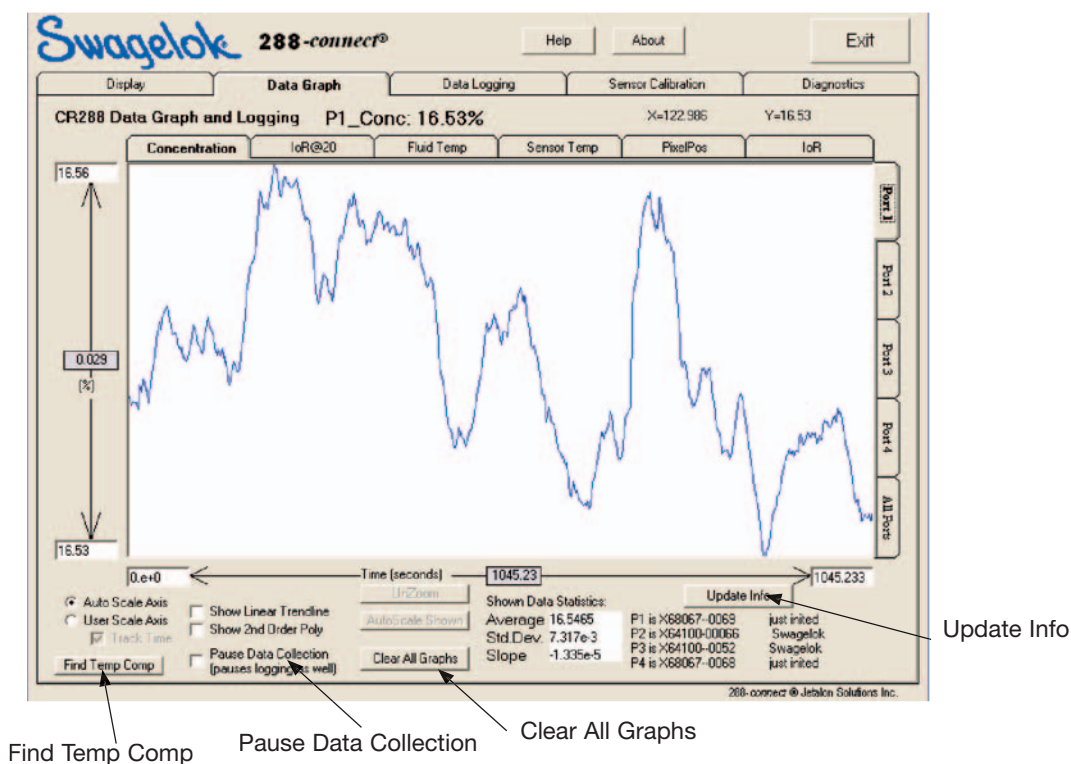 Swagelok 288-connect® Help About Exit
Display Data Graph Data Logging Sensor Calibration Diagnostics
CR288 Data Graph and Logging P1_Conc: 16.53% X=122.986 Y=16.53
Concentration IoR@20 Fluid Temp Sensor Temp PixelPos IoR
16.56
0.029
(%)
16.53
Port 1
Port 2
Port 3
Port 4
All Ports
0.e+0 Time (seconds) 1045.23 1045.233
Auto Scale Axis
User Scale Axis
Track Time
Find Temp Comp
Show Linear Trendline
Show 2nd Order Poly
Pause Data Collection
(pauses logging as well)
UnZoom
AutoScale Shown
Clear All Graphs
Shown Data Statistics:
Average 16.5465
Std.Dev. 7.317e-3
Slope -1.335e-5
Update Info
P1 is X68067--0069 just inited
P2 is X64100-00066 Swagelok
P3 is X64100--0052 Swagelok
P4 is X68067--0068 just inited
288-connect ® Jetalon Solutions Inc.
Update Info
Find Temp Comp
Pause Data Collection
Clear All Graphs